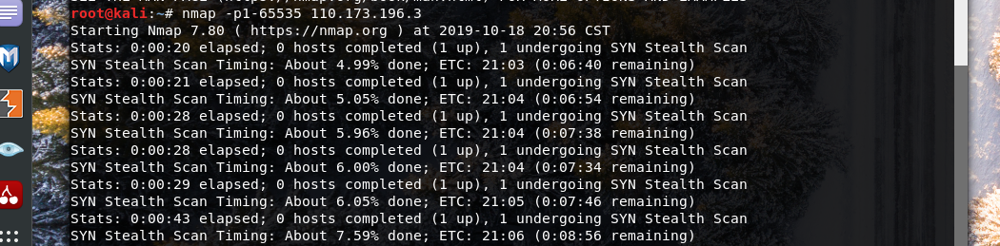 root@kali:~# nmap -p1-65535 110.173.196.3
Starting Nmap 7.80 ( https://nmap.org ) at 2019-10-18 20:56 CST
Stats: 0:00:20 elapsed; 0 hosts completed (1 up), 1 undergoing SYN Stealth Scan
SYN Stealth Scan Timing: About 4.99% done; ETC: 21:03 (0:06:40 remaining)
Stats: 0:00:21 elapsed; 0 hosts completed (1 up), 1 undergoing SYN Stealth Scan
SYN Stealth Scan Timing: About 5.05% done; ETC: 21:04 (0:06:54 remaining)
Stats: 0:00:28 elapsed; 0 hosts completed (1 up), 1 undergoing SYN Stealth Scan
SYN Stealth Scan Timing: About 5.96% done; ETC: 21:04 (0:07:38 remaining)
Stats: 0:00:28 elapsed; 0 hosts completed (1 up), 1 undergoing SYN Stealth Scan
SYN Stealth Scan Timing: About 6.00% done; ETC: 21:04 (0:07:34 remaining)
Stats: 0:00:29 elapsed; 0 hosts completed (1 up), 1 undergoing SYN Stealth Scan
SYN Stealth Scan Timing: About 6.05% done; ETC: 21:05 (0:07:46 remaining)
Stats: 0:00:43 elapsed; 0 hosts completed (1 up), 1 undergoing SYN Stealth Scan
SYN Stealth Scan Timing: About 7.59% done; ETC: 21:06 (0:08:56 remaining)